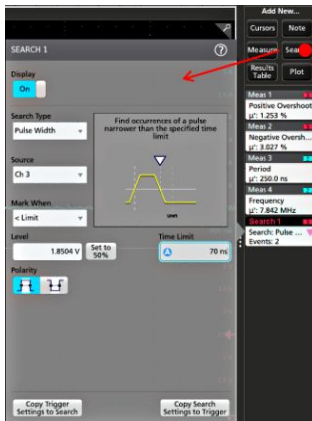 Add New...
Cursors
Note
SEARCH 1
Measure
Results
Table
Plot
Display
On
Search Type
Pulse Width
Find occurrences of a pulse
narrower than the specified time
limit
Source
Ch 3
Mark When
< Limit
Level
Time Limit
1.8504 V
Set to
50%
70 ns
Polarity
Copy Trigger
Settings to Search
Copy Search
Settings to Trigger
Meas 1
Positive Overshoot
µ': 1.253 %
Meas 2
Negative Oversh...
µ': 3.027 %
Meas 3
Period
µ': 250.0 ns
Meas 4
Frequency
µ': 7.842 MHz
Search 1
Search: Pulse ...
Events: 2